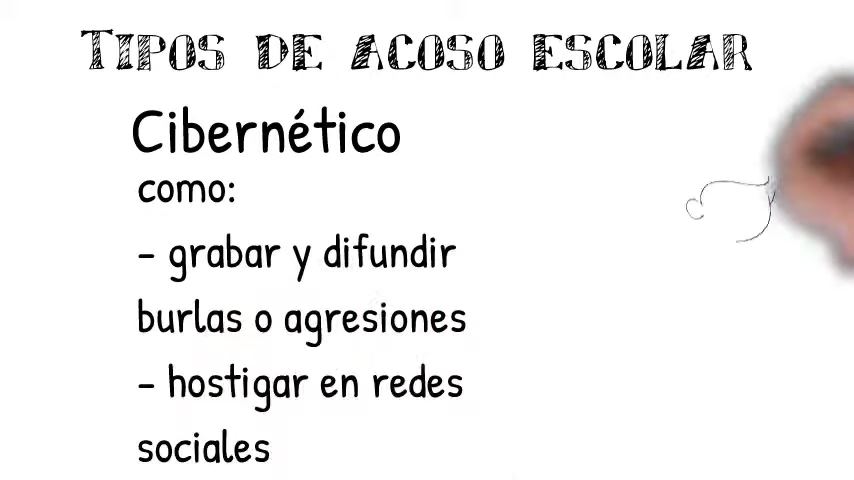 TIPOS DE ACOSO ESCOLAR
Cibernético
como:
- grabar y difundir
burlas o agresiones
- hostigar en redes
sociales